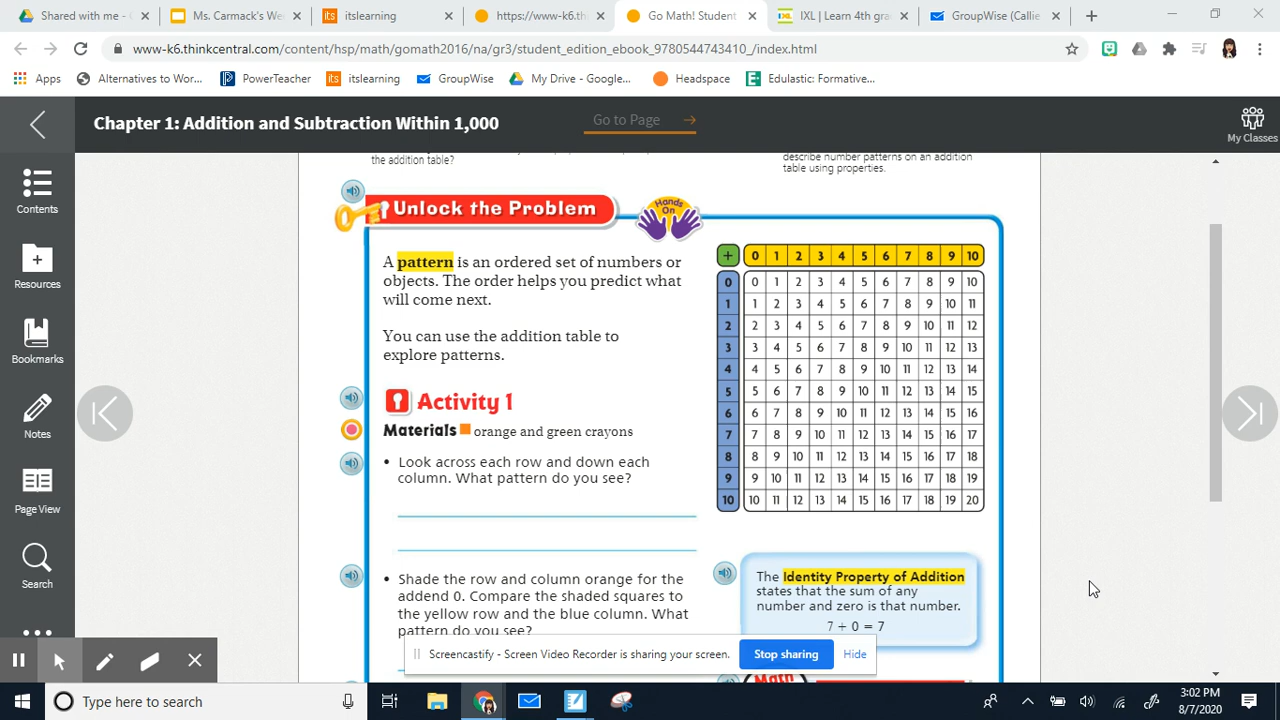 Shared with me - G
Ms. Carmack's We
itslearning
https://www-k6.th
Go Math! Student
IXL | Learn 4th gra
GroupWise (Callie
www-k6.thinkcentral.com/content/hsp/math/gomath2016/na/gr3/student_edition_ebook_9780544743410_/index.html
Apps
Alternatives to Wor...
PowerTeacher
its
itslearning
GroupWise
My Drive - Google...
Headspace
Edulastic: Formative...
Chapter 1: Addition and Subtraction Within 1,000
Go to Page
My Classes
Contents
Resources
Bookmarks
Notes
Page View
Search
the addition table?
describe number patterns on an addition
table using properties.
Unlock the Problem
Hands
On
A pattern is an ordered set of numbers or
objects. The order helps you predict what
will come next.
You can use the addition table to
explore patterns.
Activity 1
Materials orange and green crayons
• Look across each row and down each
column. What pattern do you see?
• Shade the row and column orange for the
addend 0. Compare the shaded squares to
the yellow row and the blue column. What
pattern do you see?
+ 0 1 2 3 4 5 6 7 8 9 10
0 0 1 2 3 4 5 6 7 8 9 10
1 1 2 3 4 5 6 7 8 9 10 11
2 2 3 4 5 6 7 8 9 10 11 12
3 3 4 5 6 7 8 9 10 11 12 13
4 4 5 6 7 8 9 10 11 12 13 14
5 5 6 7 8 9 10 11 12 13 14 15
6 6 7 8 9 10 11 12 13 14 15 16
7 7 8 9 10 11 12 13 14 15 16 17
8 8 9 10 11 12 13 14 15 16 17 18
9 9 10 11 12 13 14 15 16 17 18 19
10 10 11 12 13 14 15 16 17 18 19 20
The Identity Property of Addition
states that the sum of any
number and zero is that number.
7 + 0 = 7
Math
Screencastify - Screen Video Recorder is sharing your screen.
Stop sharing
Hide
Type here to search
3:02 PM
8/7/2020